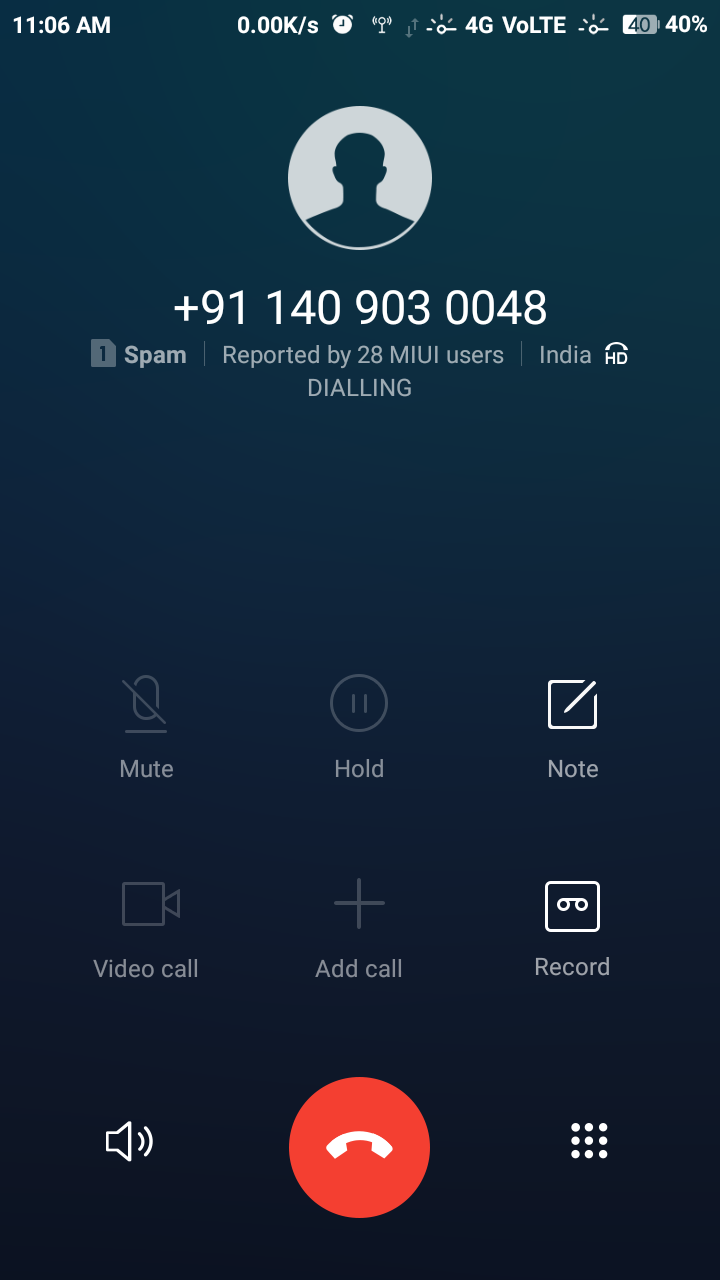 11:06 AM 0.00K/s 4G VoLTE 40 40%
+91 140 903 0048
1 Spam Reported by 28 MIUI users India HD
DIALLING
Mute Hold Note
Video call Add call Record